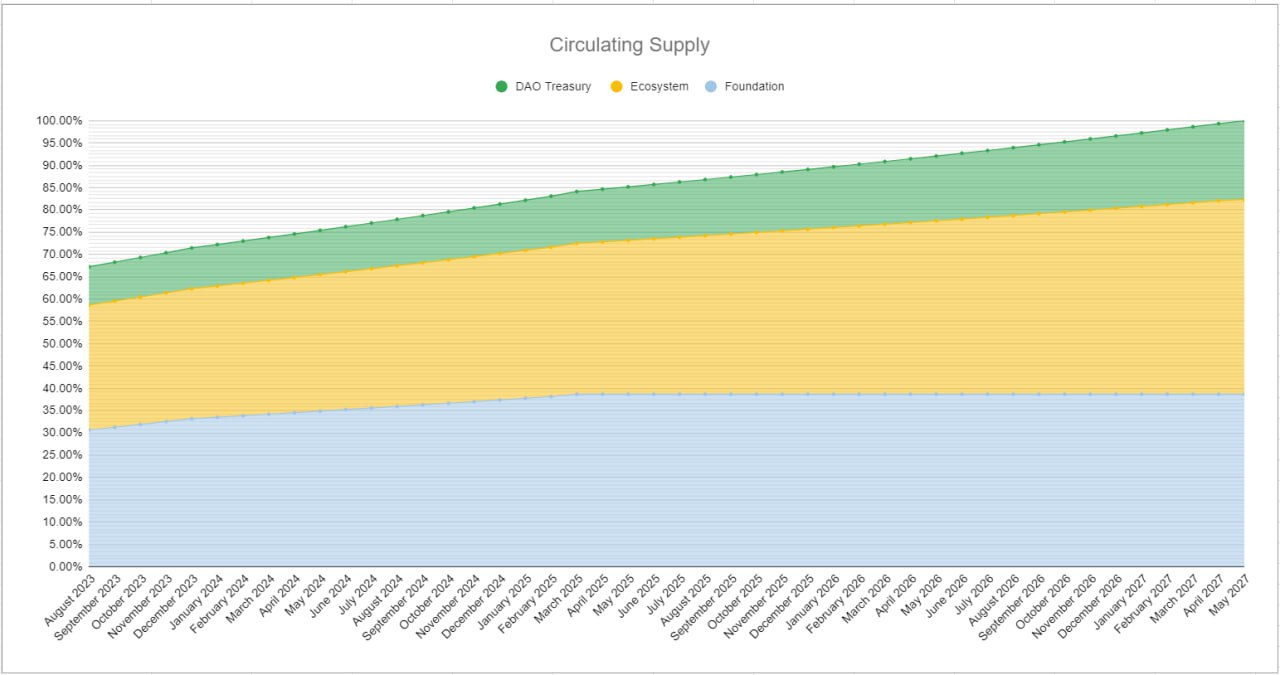 Circulating Supply
DAO Treasury Ecosystem Foundation
100.00%
95.00%
90.00%
85.00%
80.00%
75.00%
70.00%
65.00%
60.00%
55.00%
50.00%
45.00%
40.00%
35.00%
30.00%
25.00%
20.00%
15.00%
10.00%
5.00%
0.00%
August 2023
September 2023
October 2023
November 2023
December 2023
January 2024
February 2024
March 2024
April 2024
May 2024
June 2024
July 2024
August 2024
September 2024
October 2024
November 2024
December 2024
January 2025
February 2025
March 2025
April 2025
May 2025
June 2025
July 2025
August 2025
September 2025
October 2025
November 2025
December 2025
January 2026
February 2026
March 2026
April 2026
May 2026
June 2026
July 2026
August 2026
September 2026
October 2026
November 2026
December 2026
January 2027
February 2027
March 2027
April 2027
May 2027